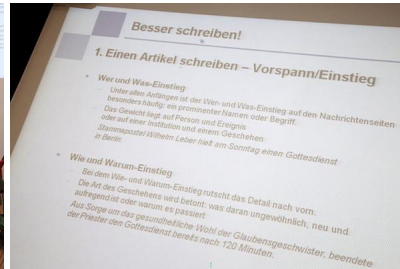 Besser schreiben!
1. Einen Artikel schreiben – Vorspann/Einstieg
Wer und Was-Einstieg
Unter allen Anfängen ist der Wer- und Was-Einstieg auf den Nachrichtenseiten
besonders häufig: ein prominenter Namen oder Begriff.
Das Gewicht liegt auf Person und Ereignis
oder auf einer Institution und einem Geschehen.
Stammapostel Wilhelm Leber hielt am Sonntag einen Gottesdienst
in Berlin.
Wie und Warum-Einstieg
Bei dem Wie- und Warum-Einstieg rutscht das Detail nach vorn.
Die Art des Geschehens wird betont: was daran ungewöhnlich, neu und
aufregend ist oder warum es passiert.
Aus Sorge um das gesundheitliche Wohl der Glaubensgeschwister, beendete
der Priester den Gottesdienst bereits nach 120 Minuten.